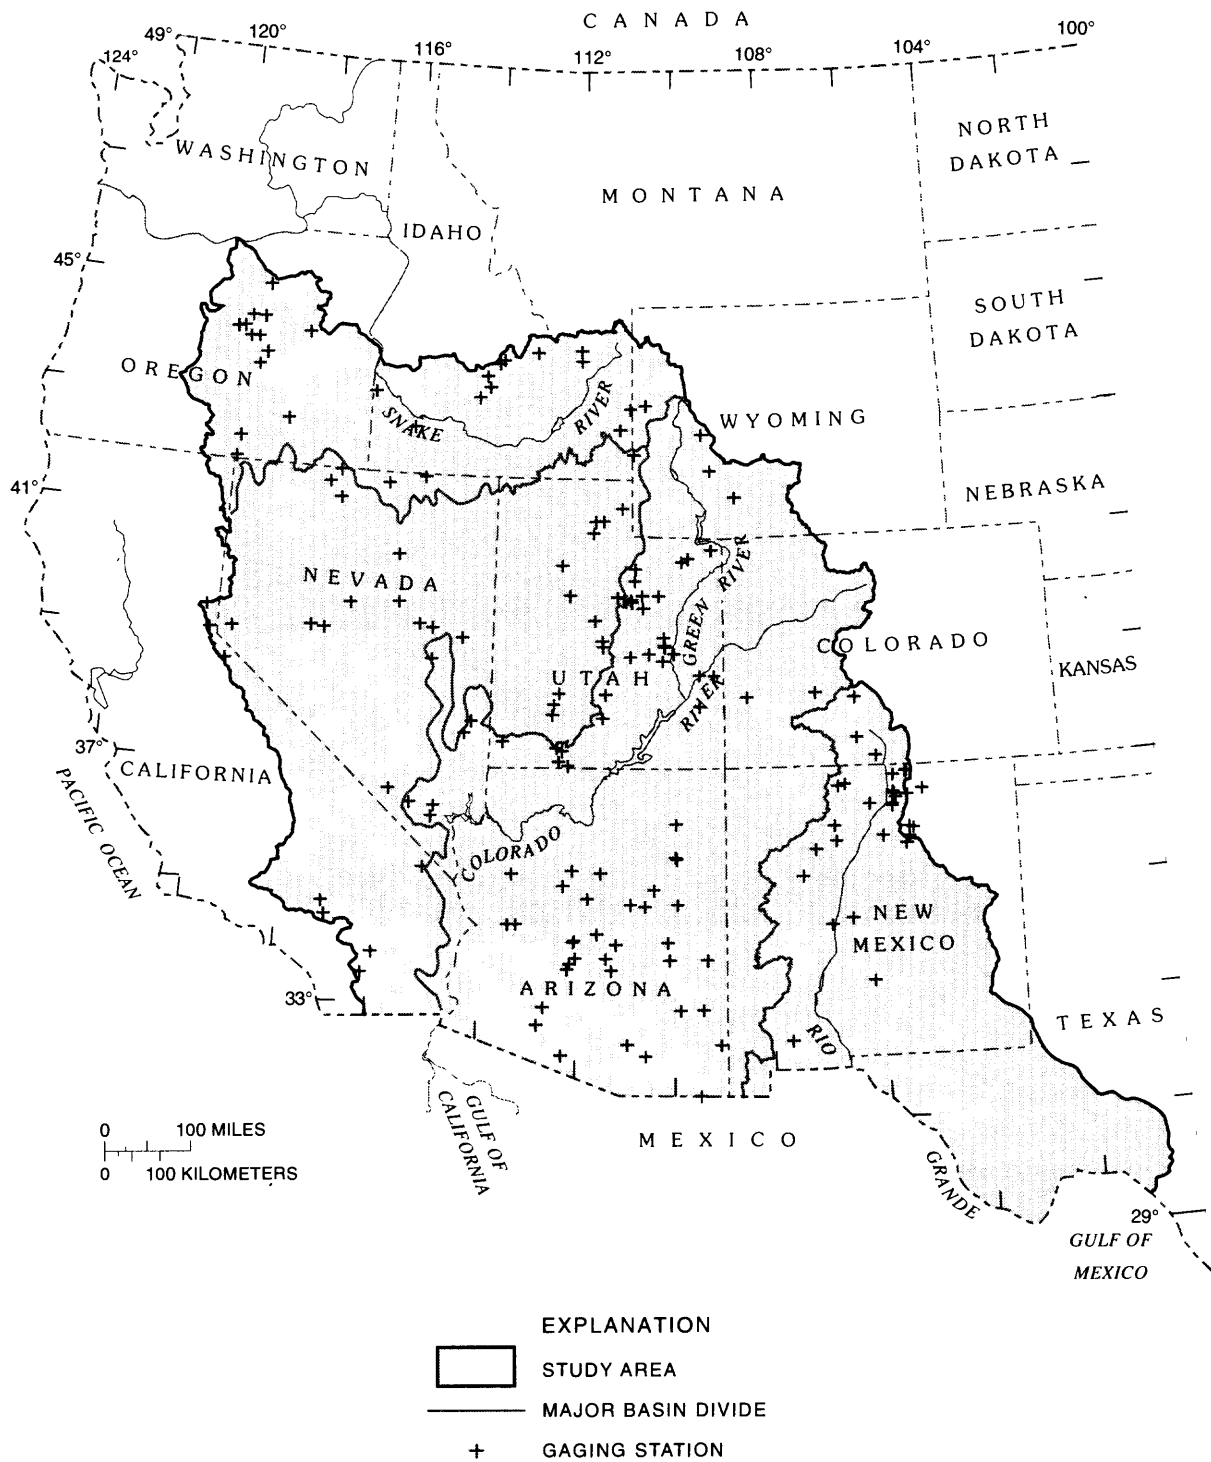 CANADA
49°
124°
120°
116°
112°
108°
104°
100°
WASHINGTON
NORTH
DAKOTA
MONTANA
IDAHO
45°
SOUTH
DAKOTA
OREGON
SNAKE
RIVER
WYOMING
41°
NEBRASKA
NEVADA
GREEN
RIVER
COLORADO
KANSAS
UTAH
RIVER
37°
CALIFORNIA
PACIFIC OCEAN
COLORADO
NEW
MEXICO
ARIZONA
33°
TEXAS
RIO
GULF OF
CALIFORNIA
MEXICO
0 100 MILES
0 100 KILOMETERS
GRANDE
29°
GULF OF
MEXICO
EXPLANATION
STUDY AREA
MAJOR BASIN DIVIDE
GAGING STATION